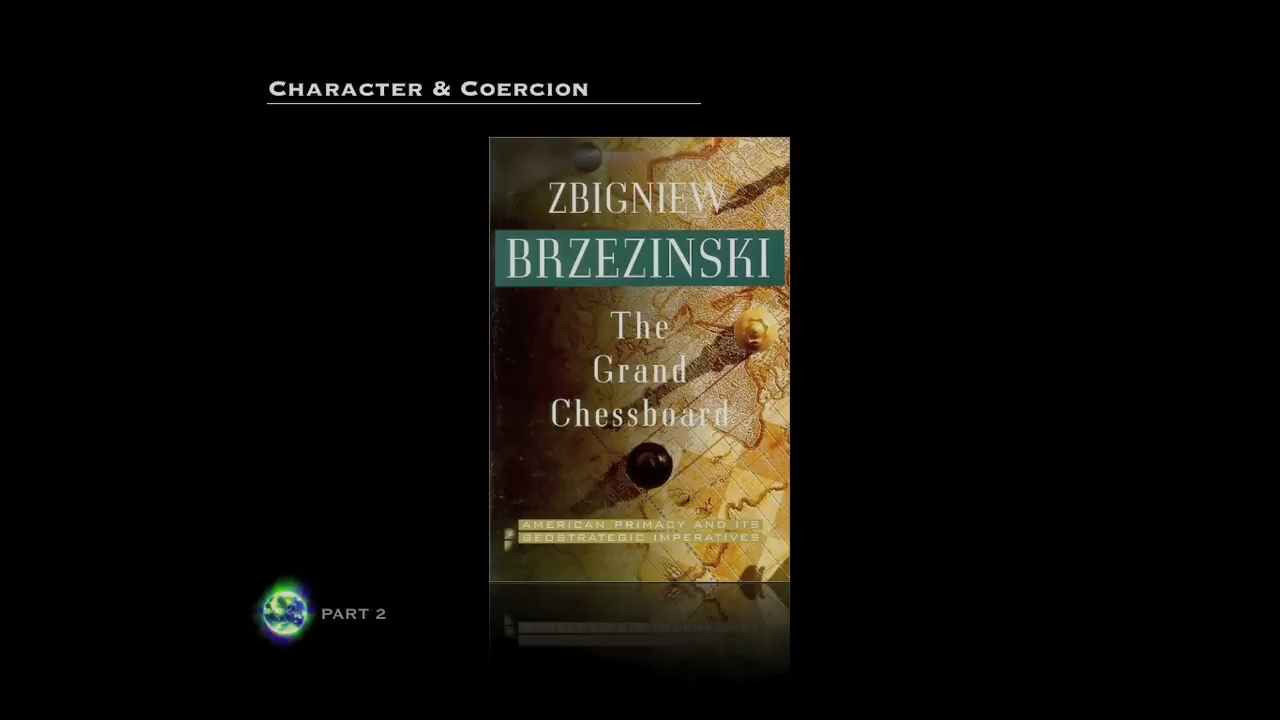 CHARACTER & COERCION
ZBIGNIEW
BRZEZINSKI
The
Grand
Chessboard
AMERICAN PRIMACY AND ITS
GEOSTRATEGIC IMPERATIVES
PART 2